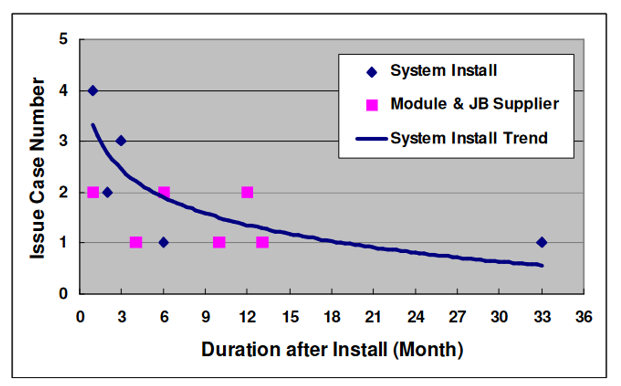 5
4
3
2
1
0
Issue Case Number
System Install
Module & JB Supplier
System Install Trend
0 3 6 9 12 15 18 21 24 27 30 33 36
Duration after Install (Month)